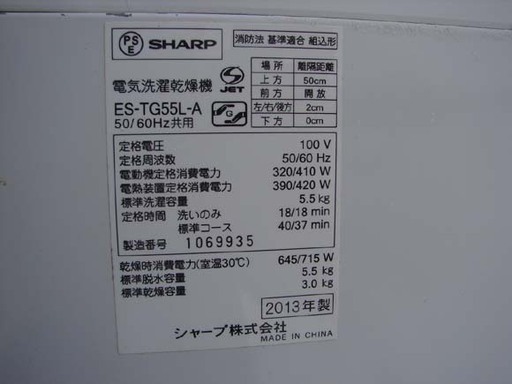 PS
E
SHARP
消防法 基準適合 組込形
電気洗濯乾燥機
S
JET
場所 離隔距離
上方 50cm
前方 開放
左/右/後方 2cm
下方 0cm
ES-TG55L-A
50/60Hz共用
G
定格電圧 100 V
定格周波数 50/60 Hz
電動機定格消費電力 320/410 W
電熱装置定格消費電力 390/420 W
標準洗濯容量 5.5 kg
定格時間 洗いのみ 18/18 min
標準コース 40/37 min
製造番号 1069935
乾燥時消費電力(室温30℃) 645/715 W
標準脱水容量 5.5 kg
標準乾燥容量 3.0 kg
2013年製
シャープ株式会社
MADE IN CHINA